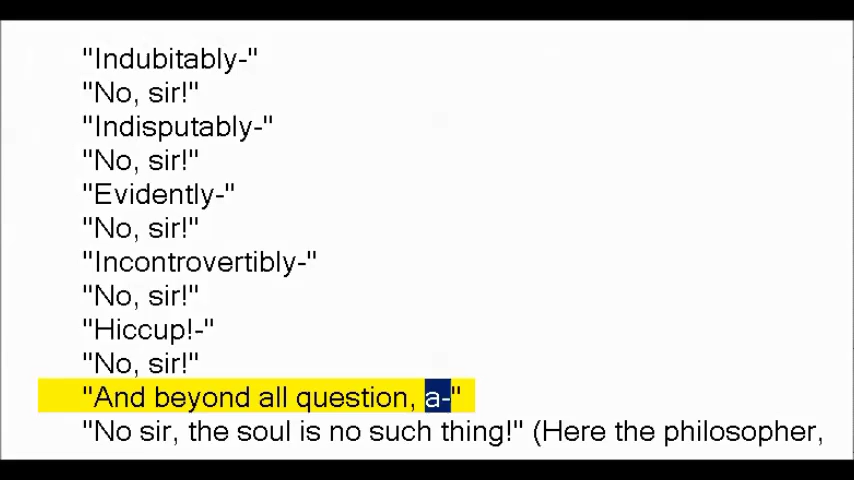 "Indubitably-"
"No, sir!"
"Indisputably-"
"No, sir!"
"Evidently-"
"No, sir!"
"Incontrovertibly-"
"No, sir!"
"Hiccup!-"
"No, sir!"
"And beyond all question, a-"
"No sir, the soul is no such thing!" (Here the philosopher,